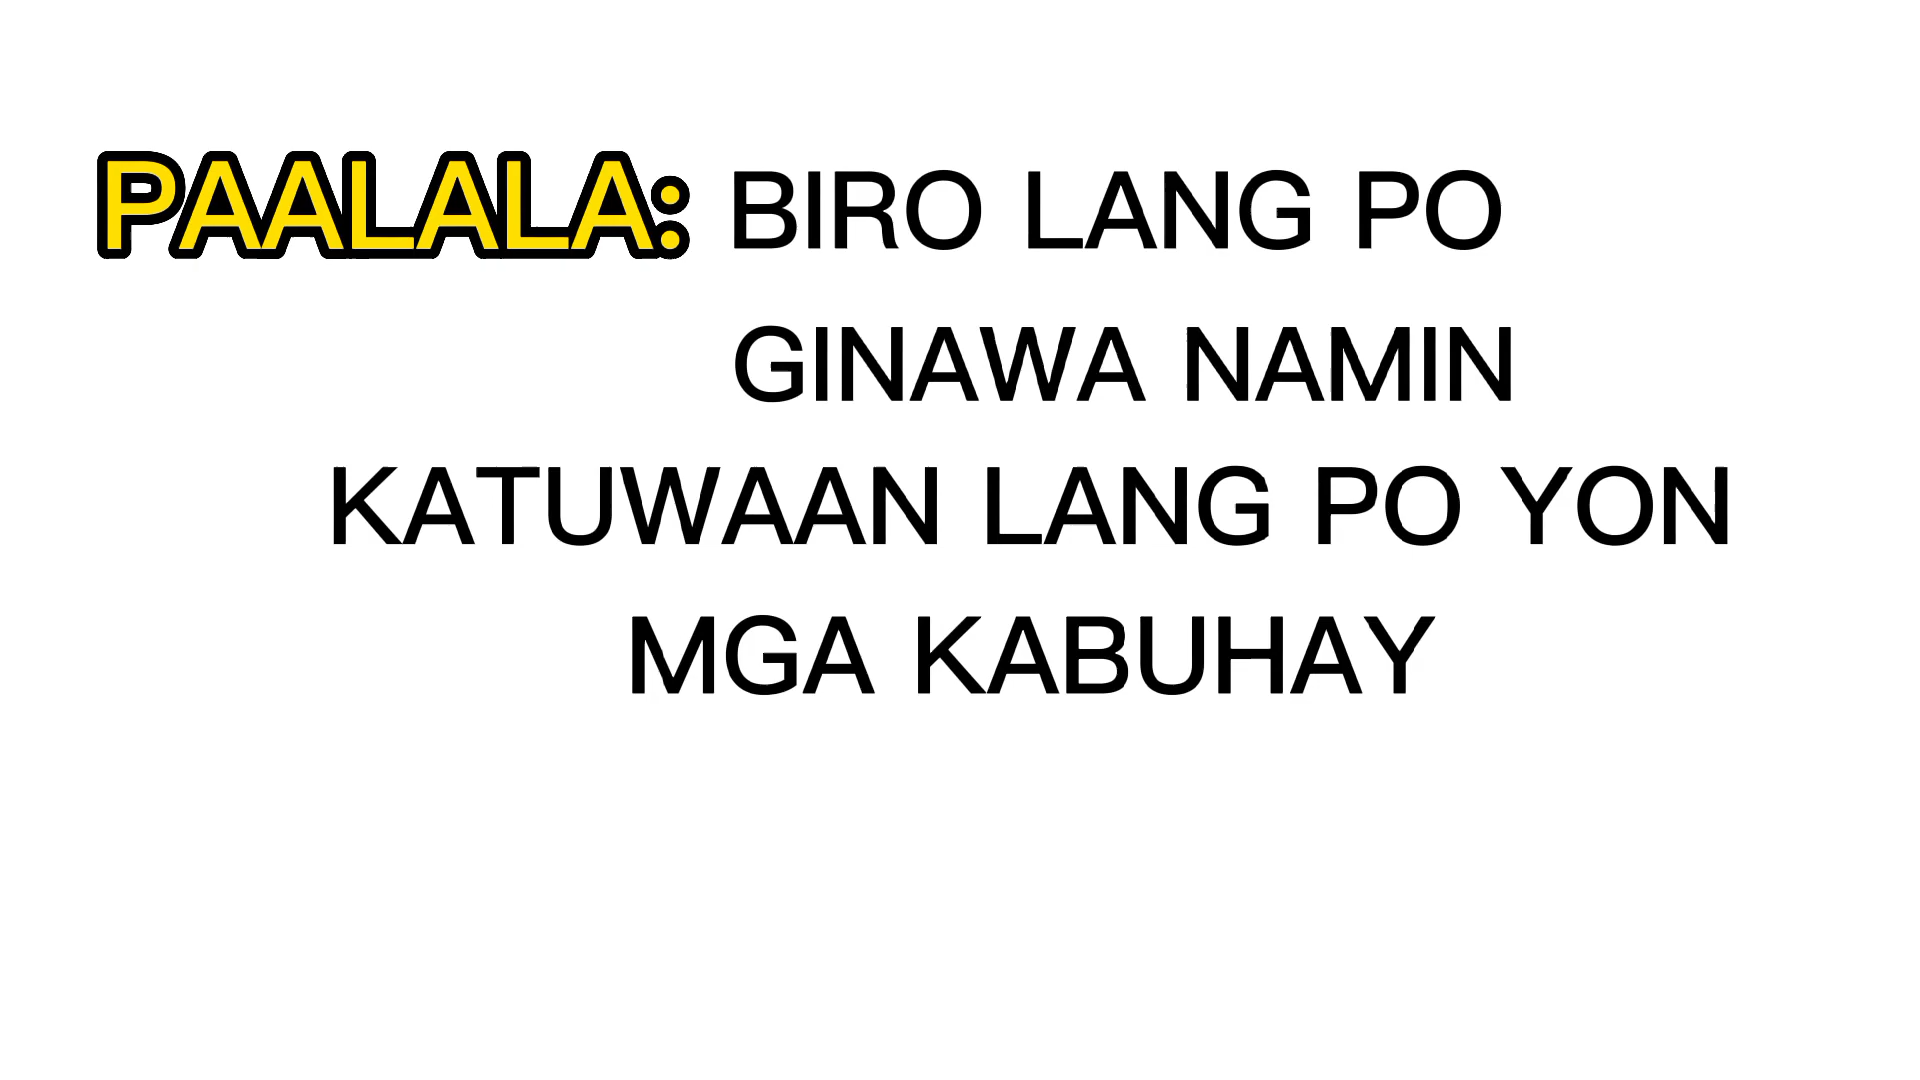 PAALALA: BIRO LANG PO
GINAWA NAMIN
KATUWAAN LANG PO YON
MGA KABUHAY